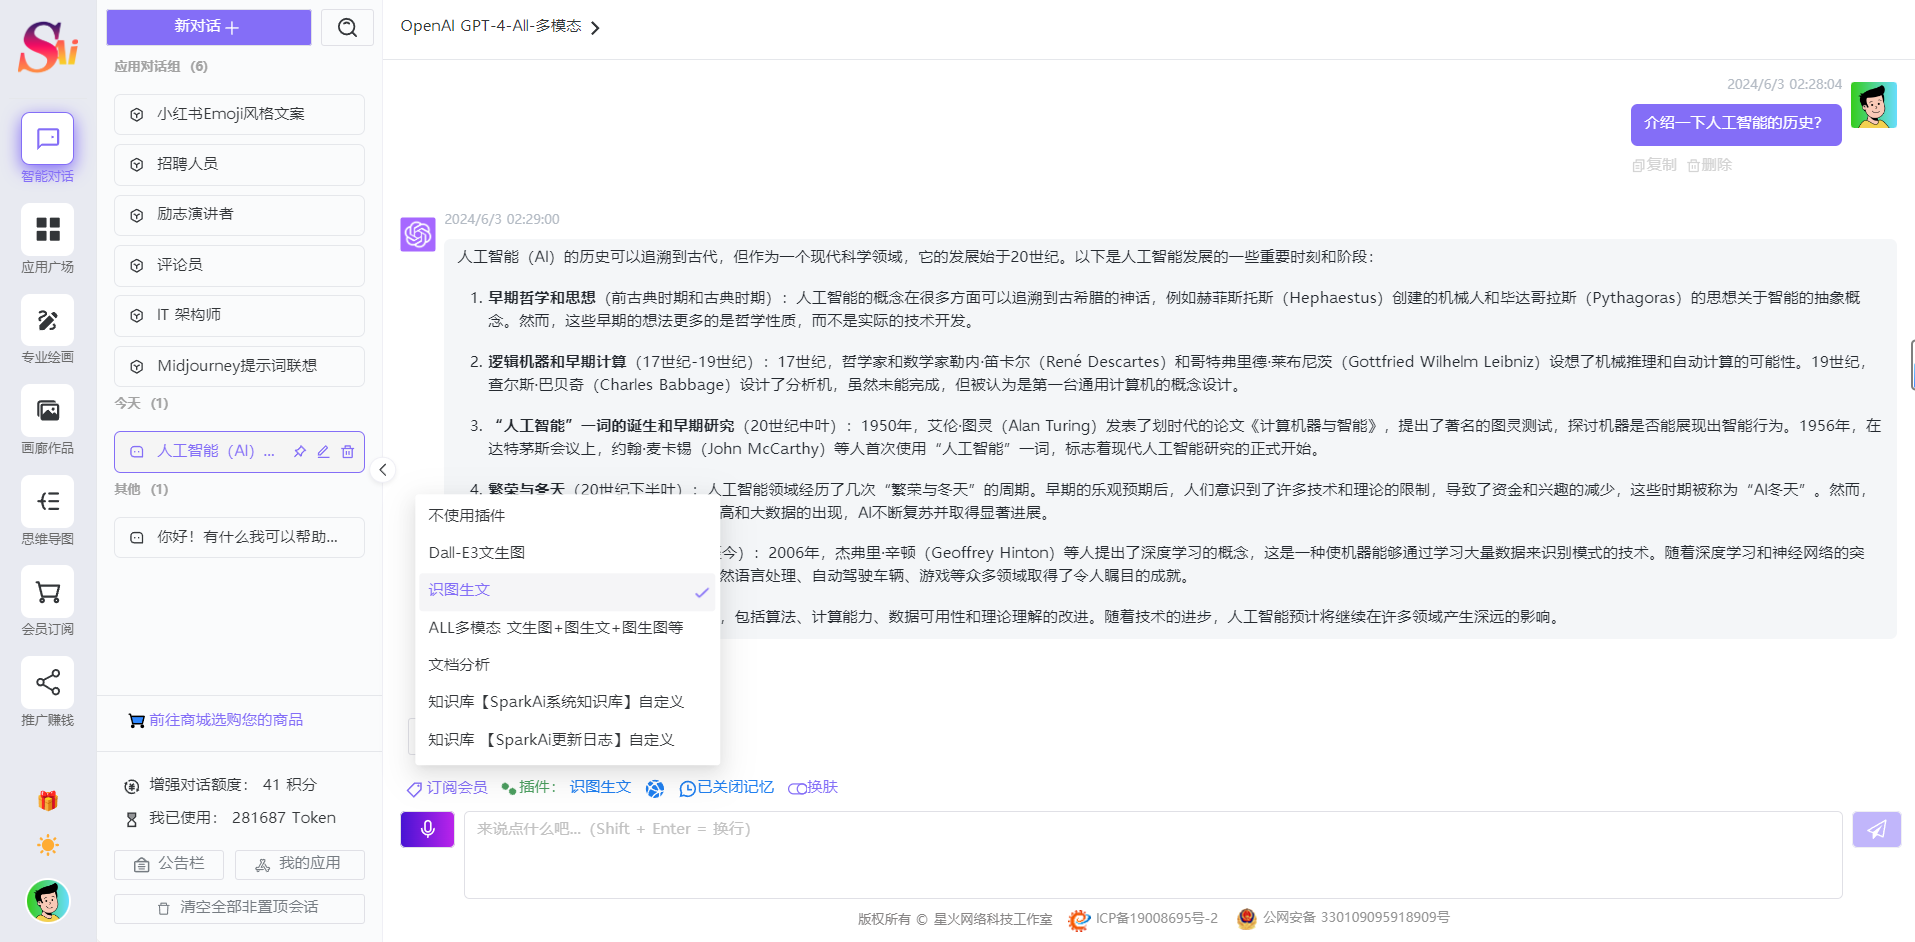 Sai
智能对话
应用广场
专业绘画
画廊作品
思维导图
会员订阅
推广赚钱
新对话
应用对话组 (6)
小红书Emoji风格文案
招聘人员
励志演讲者
评论员
IT 架构师
Midjourney提示词联想
今天 (1)
人工智能（AI）...
其他 (1)
你好！有什么我可以帮助...
前往商城选购您的商品
增强对话额度： 41 积分
我已使用： 281687 Token
公告栏 我的应用
清空全部非置顶会话
OpenAI GPT-4-All-多模态
2024/6/3 02:28:04
介绍一下人工智能的历史？
复制 删除
2024/6/3 02:29:00
人工智能（AI）的历史可以追溯到古代，但作为一个现代科学领域，它的发展始于20世纪。以下是人工智能发展的一些重要时刻和阶段：
1. 早期哲学和思想（前古典时期和古典时期）：人工智能的概念在很多方面可以追溯到古希腊的神话，例如赫菲斯托斯（Hephaestus）创建的机械人和毕达哥拉斯（Pythagoras）的思想关于智能的抽象概
念。然而，这些早期的想法更多的是哲学性质，而不是实际的技术开发。
2. 逻辑机器和早期计算（17世纪-19世纪）：17世纪，哲学家和数学家勒内·笛卡尔（René Descartes）和哥特弗里德·莱布尼茨（Gottfried Wilhelm Leibniz）设想了机械推理和自动计算的可能性。19世纪，
查尔斯·巴贝奇（Charles Babbage）设计了分析机，虽然未能完成，但被认为是第一台通用计算机的概念设计。
3. “人工智能”一词的诞生和早期研究（20世纪中叶）：1950年，艾伦·图灵（Alan Turing）发表了划时代的论文《计算机器与智能》，提出了著名的图灵测试，探讨机器是否能展现出智能行为。1956年，在
达特茅斯会议上，约翰·麦卡锡（John McCarthy）等人首次使用“人工智能”一词，标志着现代人工智能研究的正式开始。
4. 繁荣与冬天（20世纪下半叶）：人工智能领域经历了几次“繁荣与冬天”的周期。早期的乐观预期后，人们意识到了许多技术和理论的限制，导致了资金和兴趣的减少，这些时期被称为“AI冬天”。然而，
高和大数据的出现，AI不断复苏并取得显著进展。
今）：2006年，杰弗里·辛顿（Geoffrey Hinton）等人提出了深度学习的概念，这是一种使机器能够通过学习大量数据来识别模式的技术。随着深度学习和神经网络的突
然语言处理、自动驾驶车辆、游戏等众多领域取得了令人瞩目的成就。
，包括算法、计算能力、数据可用性和理论理解的改进。随着技术的进步，人工智能预计将继续在许多领域产生深远的影响。
不使用插件
Dall-E3文生图
识图生文
ALL多模态 文生图+图生文+图生图等
文档分析
知识库【SparkAi系统知识库】自定义
知识库 【SparkAi更新日志】自定义
订阅会员 插件： 识图生文 已关闭记忆 换肤
来说点什么吧...（Shift + Enter = 换行）
版权所有 © 星火网络科技工作室 ICP备19008695号-2 公网安备 330109095918909号